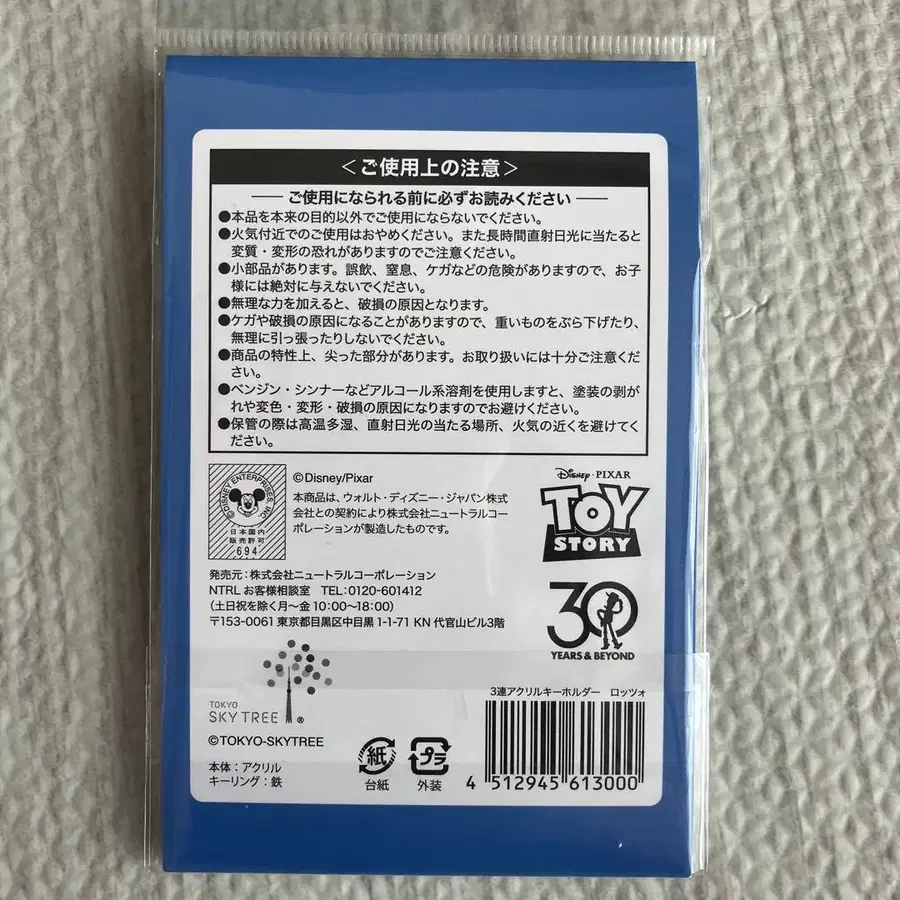 ＜ご使用上の注意＞
ご使用になられる前に必ずお読みください
●本品を本来の目的以外でご使用にならないでください。
●火気付近でのご使用はおやめください。また長時間直射日光に当たると
変質・変形の恐れがありますのでご注意ください。
●小部品があります。誤飲、窒息、ケガなどの危険がありますので、お子
様には絶対に与えないでください。
●無理な力を加えると、破損の原因となります。
●ケガや破損の原因になることがありますので、重いものをぶら下げたり、
無理に引っ張ったりしないでください。
●商品の特性上、尖った部分があります。お取り扱いには十分ご注意くだ
さい。
●ベンジン・シンナーなどアルコール系溶剤を使用しますと、塗装の剥が
れや変色・変形・破損の原因になりますのでお避けください。
●保管の際は高温多湿、直射日光の当たる場所、火気の近くを避けてく
ださい。
©DISNEY ENTERPRISES, INC.
日本国内
販売許可
694
©Disney/Pixar
本商品は、ウォルト・ディズニー・ジャパン株式
会社との契約により株式会社ニュートラルコー
ポレーションが製造したものです。
Disney・PIXAR
TOY
STORY
発売元：株式会社ニュートラルコーポレーション
NTRL お客様相談室 TEL：0120-601412
（土日祝を除く月〜金 10：00〜18：00）
〒153-0061 東京都目黒区中目黒 1-1-71 KN 代官山ビル3階
30
YEARS & BEYOND
TOKYO
SKYTREE®
©TOKYO-SKYTREE
本体：アクリル
キーリング：鉄
紙
台紙
プラ
外装
3連アクリルキーホルダー ロッツォ
4 512945 613000